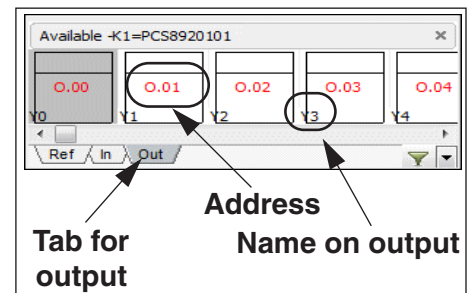 Available -K1=PCS8920101
O.00 O.01 O.02 O.03 O.04
Y0 Y1 Y2 Y3 Y4
Ref In Out
Address
Tab for output
Name on output